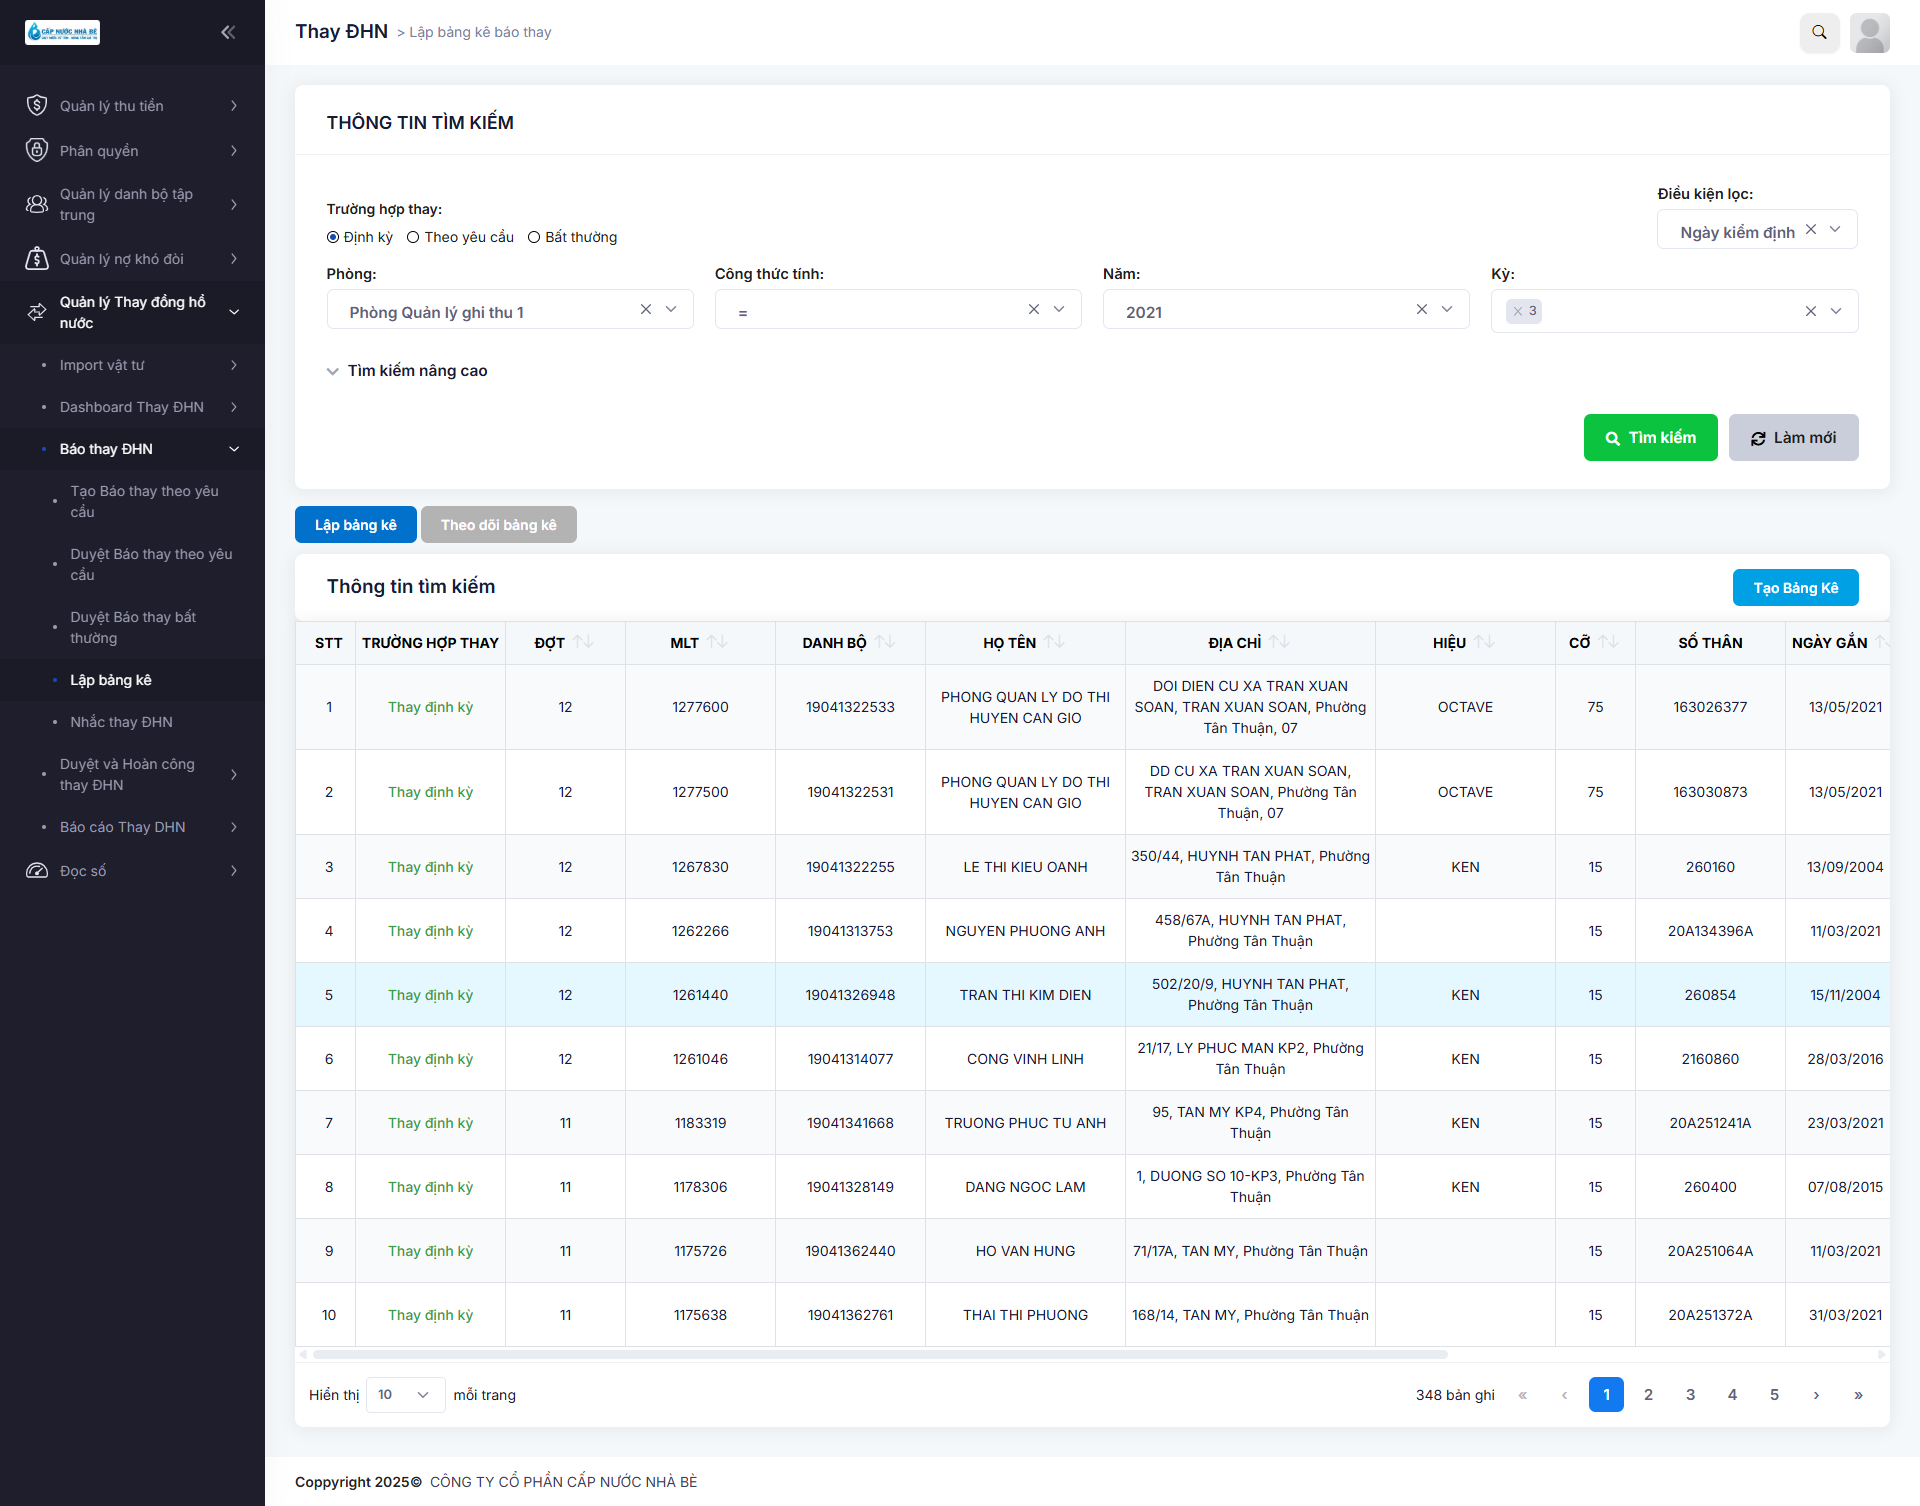 CẤP NƯỚC NHÀ BÈ
Thay ĐHN > Lập bảng kê báo thay
Quản lý thu tiền
Phân quyền
Quản lý danh bộ tập
trung
Quản lý nợ khó đòi
Quản lý Thay đồng hồ
nước
Import vật tư
Dashboard Thay ĐHN
Báo thay ĐHN
Tạo Báo thay theo yêu
cầu
Duyệt Báo thay theo yêu
cầu
Duyệt Báo thay bất
thường
Lập bảng kê
Nhắc thay ĐHN
Duyệt và Hoàn công
thay ĐHN
Báo cáo Thay DHN
Đọc số
THÔNG TIN TÌM KIẾM
Trường hợp thay:
Định kỳ Theo yêu cầu Bất thường
Điều kiện lọc:
Ngày kiểm định
Phòng: Công thức tính: Năm: Kỳ:
Phòng Quản lý ghi thu 1 = 2021 × 3
Tìm kiếm nâng cao
Tìm kiếm Làm mới
Lập bảng kê Theo dõi bảng kê
Thông tin tìm kiếm Tạo Bảng Kê
STT TRƯỜNG HỢP THAY ĐỢT MLT DANH BỘ HỌ TÊN ĐỊA CHỈ HIỆU CỠ SỐ THÂN NGÀY GẮN
1 Thay định kỳ 12 1277600 19041322533 PHONG QUAN LY DO THI HUYEN CAN GIO DOI DIEN CU XA TRAN XUAN SOAN, TRAN XUAN SOAN, Phường Tân Thuận, 07 OCTAVE 75 163026377 13/05/2021
2 Thay định kỳ 12 1277500 19041322531 PHONG QUAN LY DO THI HUYEN CAN GIO DD CU XA TRAN XUAN SOAN, TRAN XUAN SOAN, Phường Tân Thuận, 07 OCTAVE 75 163030873 13/05/2021
3 Thay định kỳ 12 1267830 19041322255 LE THI KIEU OANH 350/44, HUYNH TAN PHAT, Phường Tân Thuận KEN 15 260160 13/09/2004
4 Thay định kỳ 12 1262266 19041313753 NGUYEN PHUONG ANH 458/67A, HUYNH TAN PHAT, Phường Tân Thuận 15 20A134396A 11/03/2021
5 Thay định kỳ 12 1261440 19041326948 TRAN THI KIM DIEN 502/20/9, HUYNH TAN PHAT, Phường Tân Thuận KEN 15 260854 15/11/2004
6 Thay định kỳ 12 1261046 19041314077 CONG VINH LINH 21/17, LY PHUC MAN KP2, Phường Tân Thuận KEN 15 2160860 28/03/2016
7 Thay định kỳ 11 1183319 19041341668 TRUONG PHUC TU ANH 95, TAN MY KP4, Phường Tân Thuận KEN 15 20A251241A 23/03/2021
8 Thay định kỳ 11 1178306 19041328149 DANG NGOC LAM 1, DUONG SO 10-KP3, Phường Tân Thuận KEN 15 260400 07/08/2015
9 Thay định kỳ 11 1175726 19041362440 HO VAN HUNG 71/17A, TAN MY, Phường Tân Thuận 15 20A251064A 11/03/2021
10 Thay định kỳ 11 1175638 19041362761 THAI THI PHUONG 168/14, TAN MY, Phường Tân Thuận 15 20A251372A 31/03/2021
Hiển thị 10 mỗi trang 348 bản ghi « ‹ 1 2 3 4 5 › »
Coppyright 2025© CÔNG TY CỔ PHẦN CẤP NƯỚC NHÀ BÈ